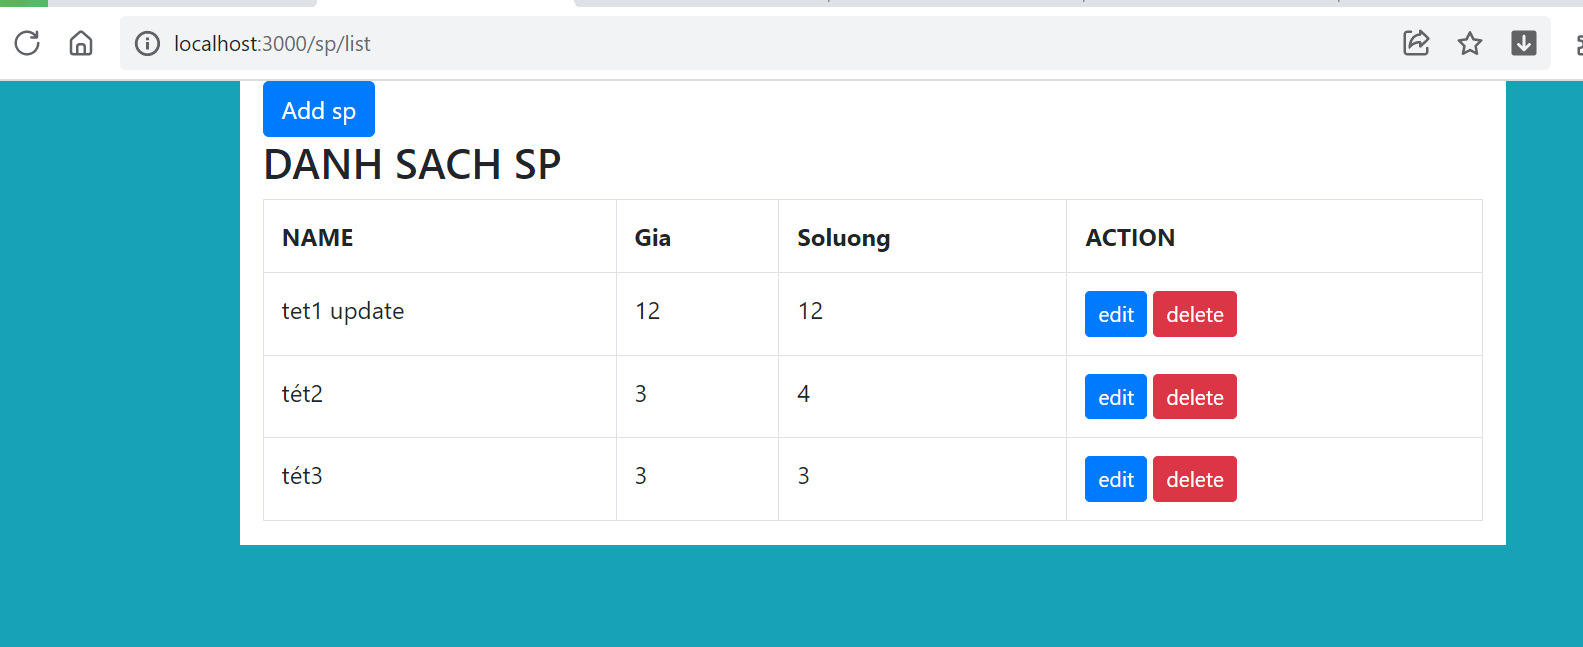 localhost:3000/sp/list
Add sp
DANH SACH SP
NAME Gia Soluong ACTION
tet1 update 12 12 edit delete
tét2 3 4 edit delete
tét3 3 3 edit delete